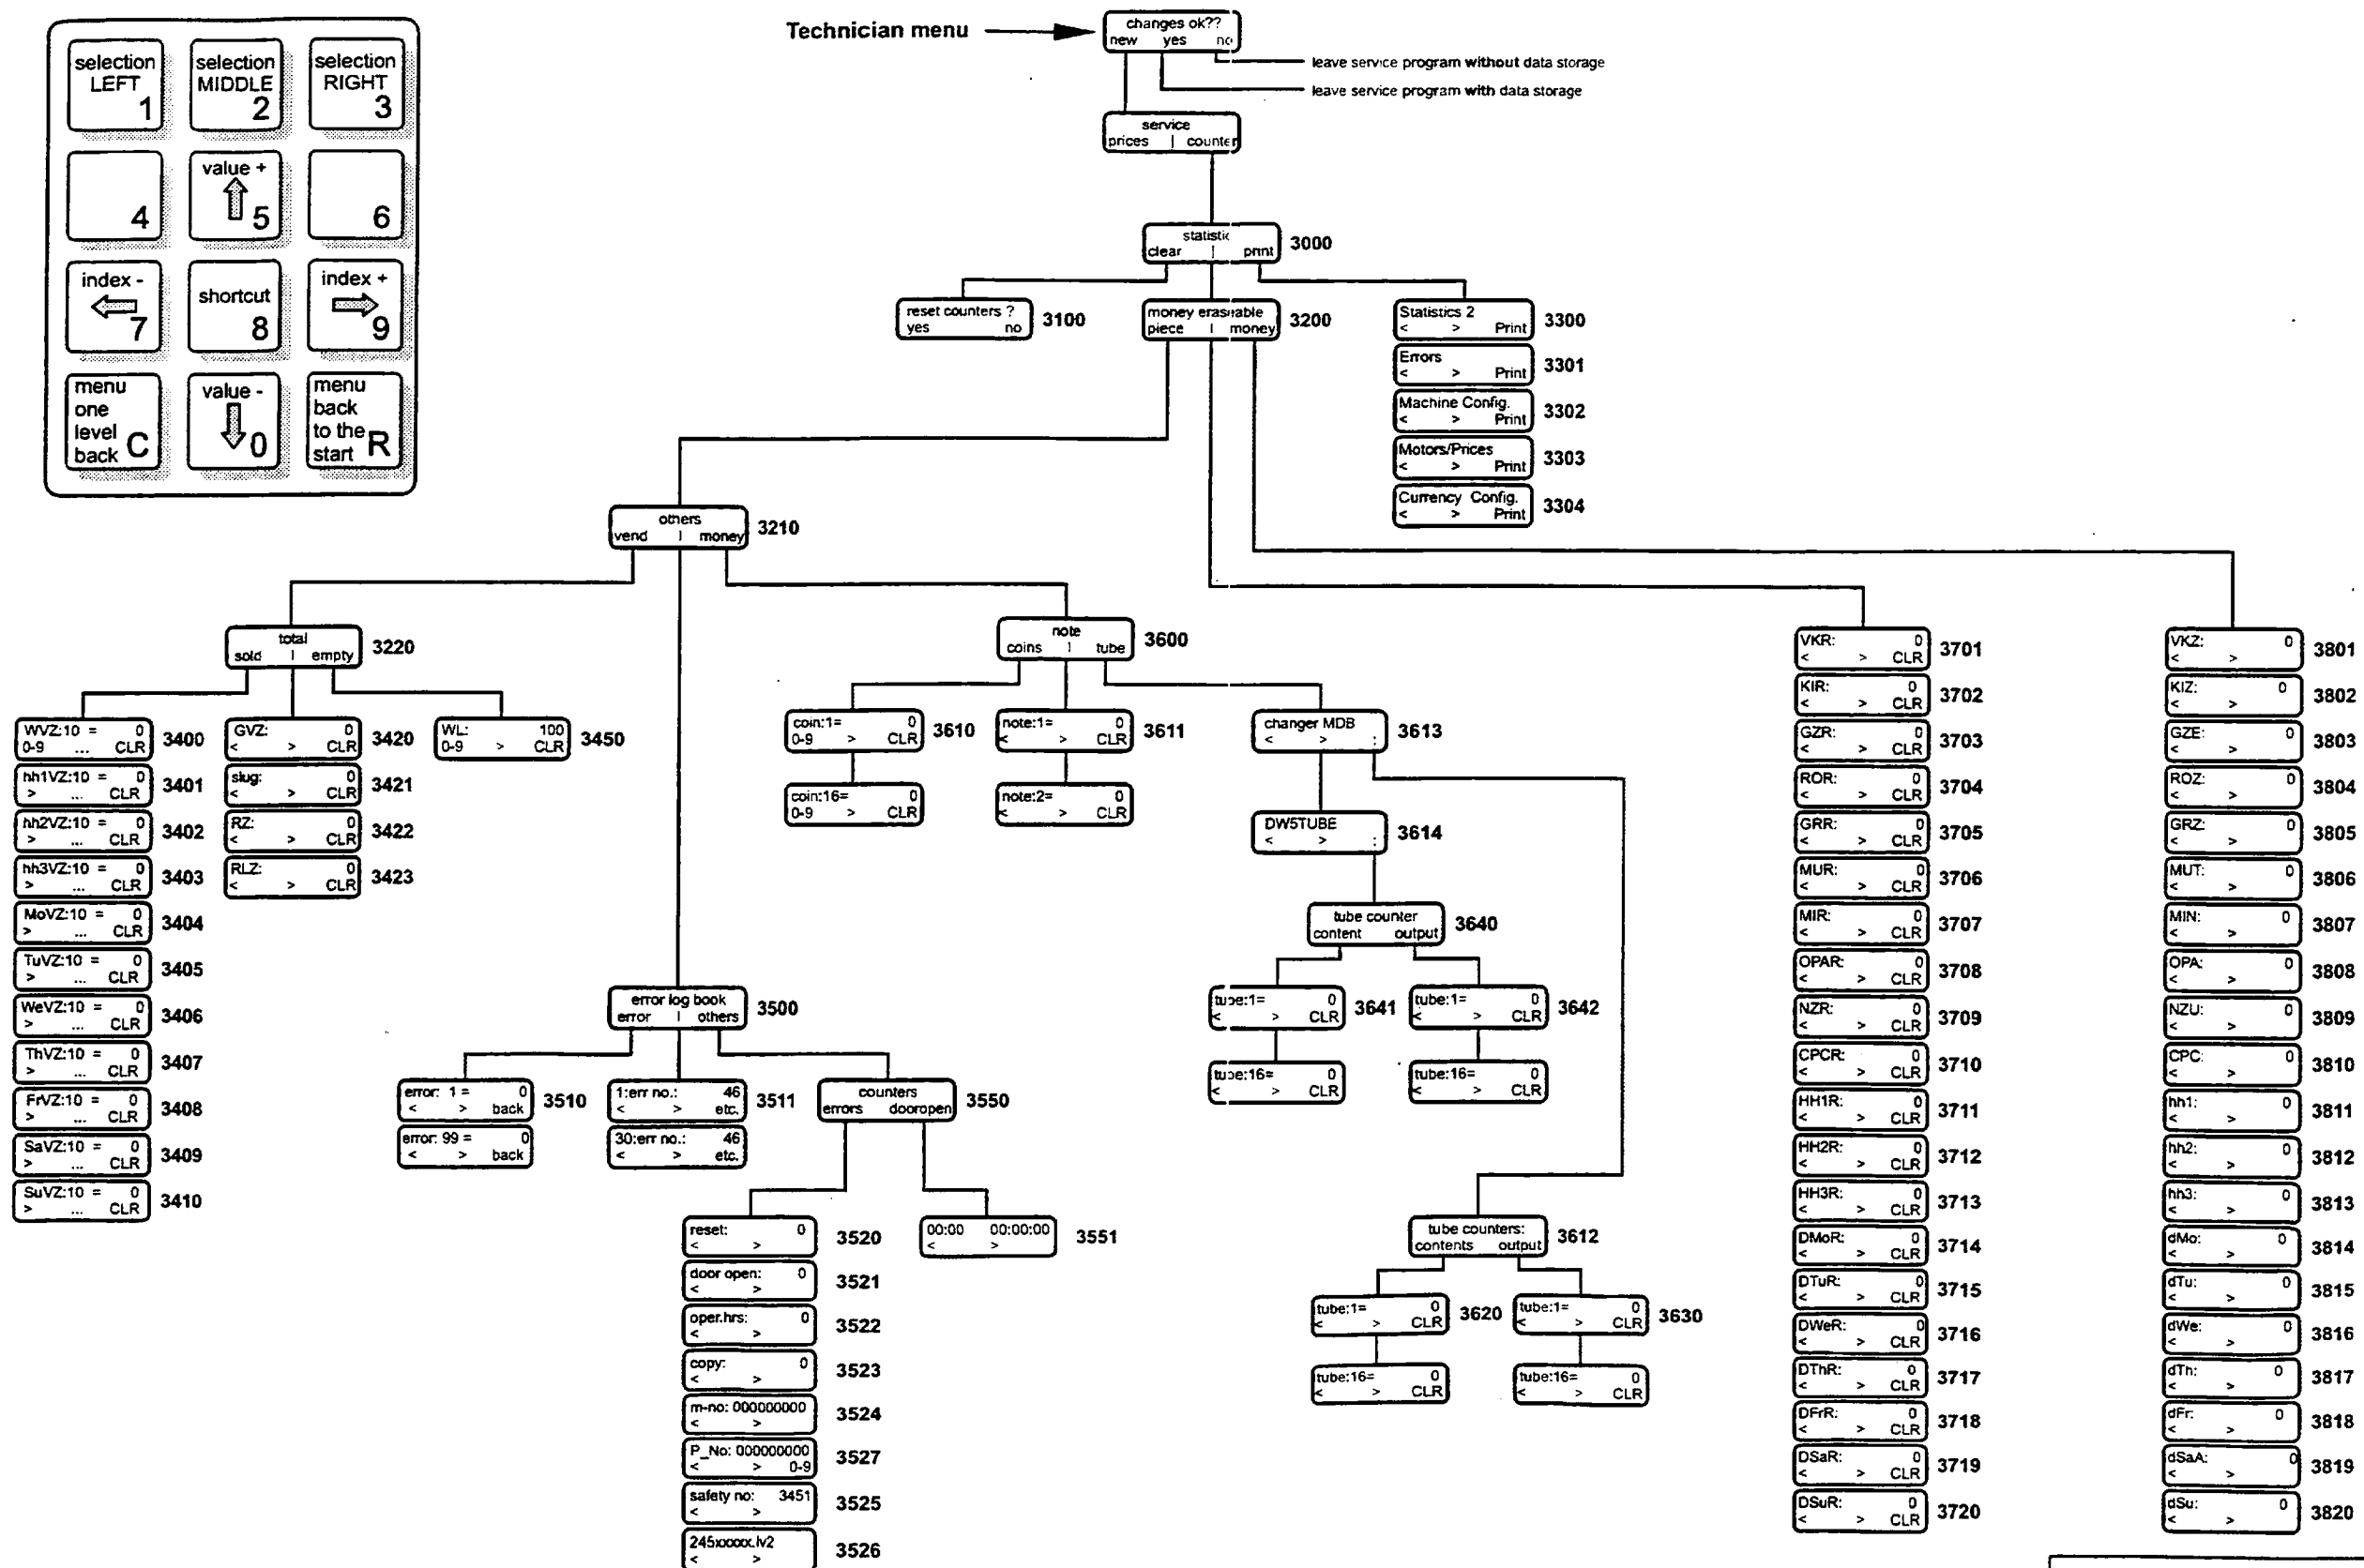 Technician menu
changes ok??
new yes no
leave service program without data storage
leave service program with data storage
service
prices | counter
selection LEFT 1
selection MIDDLE 2
selection RIGHT 3
4
value + 5
6
index - 7
shortcut 8
index + 9
menu one level back C
value - 0
menu back to the start R
statistic
clear | print
3000
reset counters ?
yes no
3100
money eraseable
piece | money
3200
Statistics 2
< > Print
3300
Errors
< > Print
3301
Machine Config.
< > Print
3302
Motors/Prices
< > Print
3303
Currency Config.
< > Print
3304
others
vend | money
3210
total
sold | empty
3220
WVZ:10 = 0
0-9 ... CLR
3400
hh1VZ:10 = 0
> ... CLR
3401
hh2VZ:10 = 0
> ... CLR
3402
hh3VZ:10 = 0
> ... CLR
3403
MoVZ:10 = 0
> ... CLR
3404
TuVZ:10 = 0
> ... CLR
3405
WeVZ:10 = 0
> ... CLR
3406
ThVZ:10 = 0
> ... CLR
3407
FrVZ:10 = 0
> ... CLR
3408
SaVZ:10 = 0
> ... CLR
3409
SuVZ:10 = 0
> ... CLR
3410
GVZ: 0
< > CLR
3420
slug: 0
< > CLR
3421
RZ: 0
< > CLR
3422
RLZ: 0
< > CLR
3423
WL: 100
0-9 > CLR
3450
error log book
error | others
3500
error: 1 = 0
< > back
3510
error: 99 = 0
< > back
1:err no.: 46
< > etc.
3511
30:err no.: 46
< > etc.
counters
errors dooropen
3550
reset: 0
< >
3520
door open: 0
< >
3521
oper.hrs: 0
< >
3522
copy: 0
< >
3523
m-no: 000000000
< >
3524
P_No: 000000000
< > 0-9
3527
safety no: 3451
< >
3525
245xxxxx.lv2
< >
3526
00:00 00:00:00
< >
3551
note
coins | tube
3600
coin:1= 0
0-9 > CLR
3610
coin:16= 0
0-9 > CLR
note:1= 0
< > CLR
3611
note:2= 0
< > CLR
changer MDB
< > :
3613
DW5TUBE
< > :
3614
tube counter
content output
3640
tube:1= 0
< > CLR
3641
tube:16= 0
< > CLR
tube:1= 0
< > CLR
3642
tube:16= 0
< > CLR
tube counters:
contents output
3612
tube:1= 0
< > CLR
3620
tube:16= 0
< > CLR
tube:1= 0
< > CLR
3630
tube:16= 0
< > CLR
VKR: 0
< > CLR
3701
KIR: 0
< > CLR
3702
GZR: 0
< > CLR
3703
ROR: 0
< > CLR
3704
GRR: 0
< > CLR
3705
MUR: 0
< > CLR
3706
MIR: 0
< > CLR
3707
OPAR: 0
< > CLR
3708
NZR: 0
< > CLR
3709
CPCR: 0
< > CLR
3710
HH1R: 0
< > CLR
3711
HH2R: 0
< > CLR
3712
HH3R: 0
< > CLR
3713
DMoR: 0
< > CLR
3714
DTuR: 0
< > CLR
3715
DWeR: 0
< > CLR
3716
DThR: 0
< > CLR
3717
DFrR: 0
< > CLR
3718
DSaR: 0
< > CLR
3719
DSuR: 0
< > CLR
3720
VKZ: 0
< >
3801
KIZ: 0
< >
3802
GZE: 0
< >
3803
ROZ: 0
< >
3804
GRZ: 0
< >
3805
MUT: 0
< >
3806
MIN: 0
< >
3807
OPA: 0
< >
3808
NZU: 0
< >
3809
CPC: 0
< >
3810
hh1: 0
< >
3811
hh2: 0
< >
3812
hh3: 0
< >
3813
dMo: 0
< >
3814
dTu: 0
< >
3815
dWe: 0
< >
3816
dTh: 0
< >
3817
dFr: 0
< >
3818
dSaA: 0
< >
3819
dSu: 0
< >
3820